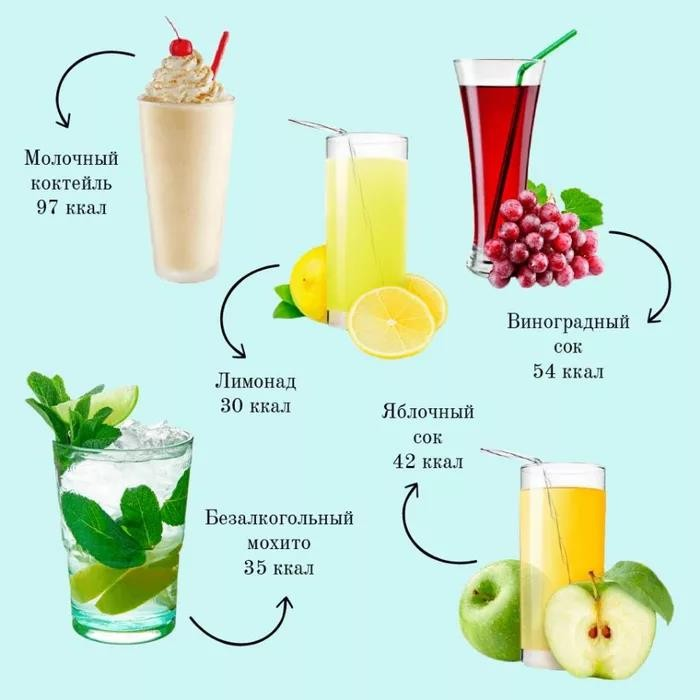 Молочный
коктейль
97 ккал
Виноградный
сок
54 ккал
Лимонад
30 ккал
Яблочный
сок
42 ккал
Безалкогольный
мохито
35 ккал